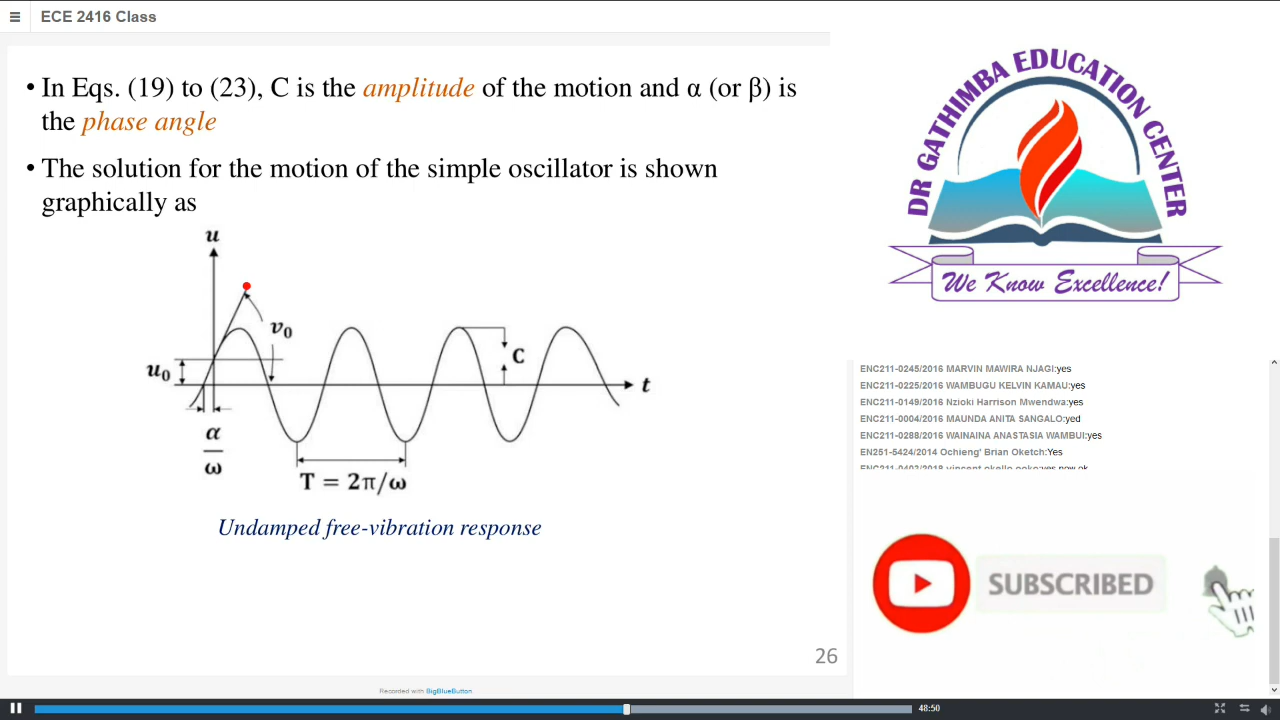 ECE 2416 Class
• In Eqs. (19) to (23), C is the amplitude of the motion and α (or β) is
the phase angle
• The solution for the motion of the simple oscillator is shown
graphically as
u
v₀
u₀
C
t
α
ω
T = 2π/ω
Undamped free-vibration response
26
Recorded with BigBlueButton.
DR GATHIMBA EDUCATION CENTER
We Know Excellence!
ENC211-0245/2016 MARVIN MAWIRA NJAGI:yes
ENC211-0225/2016 WAMBUGU KELVIN KAMAU:yes
ENC211-0149/2016 Nzioki Harrison Mwendwa:yes
ENC211-0004/2016 MAUNDA ANITA SANGALO:yed
ENC211-0288/2016 WAINAINA ANASTASIA WAMBUI:yes
EN251-5424/2014 Ochieng' Brian Oketch:Yes
SUBSCRIBED
48:50